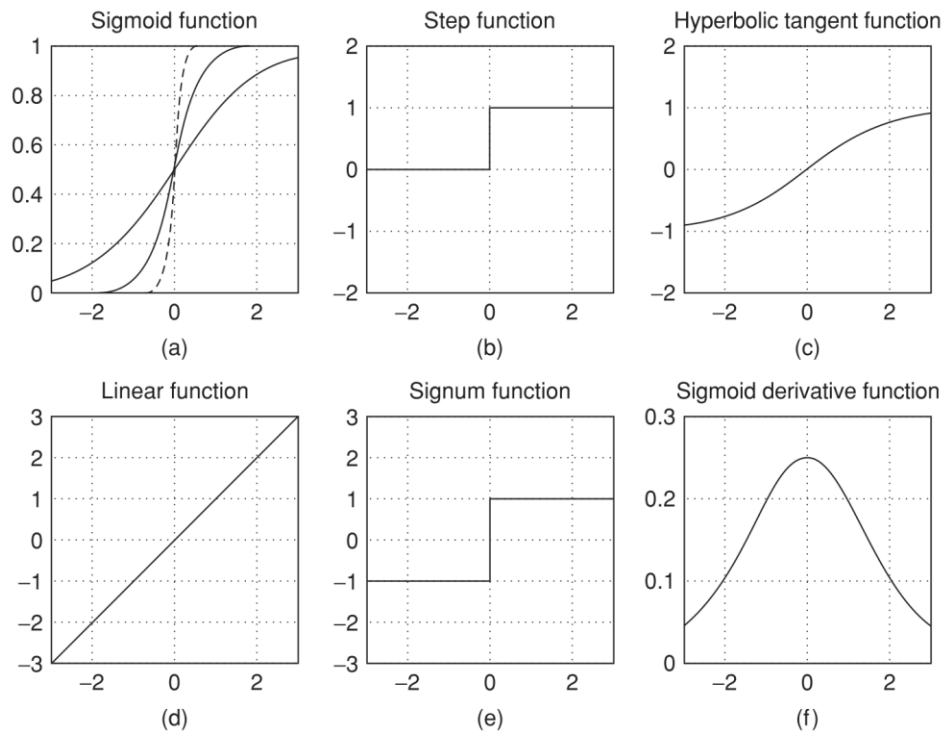 Sigmoid function
1
0.8
0.6
0.4
0.2
0
−2 0 2
(a)
Step function
2
1
0
−1
−2
−2 0 2
(b)
Hyperbolic tangent function
2
1
0
−1
−2
−2 0 2
(c)
Linear function
3
2
1
0
−1
−2
−3
−2 0 2
(d)
Signum function
3
2
1
0
−1
−2
−3
−2 0 2
(e)
Sigmoid derivative function
0.3
0.2
0.1
0
−2 0 2
(f)